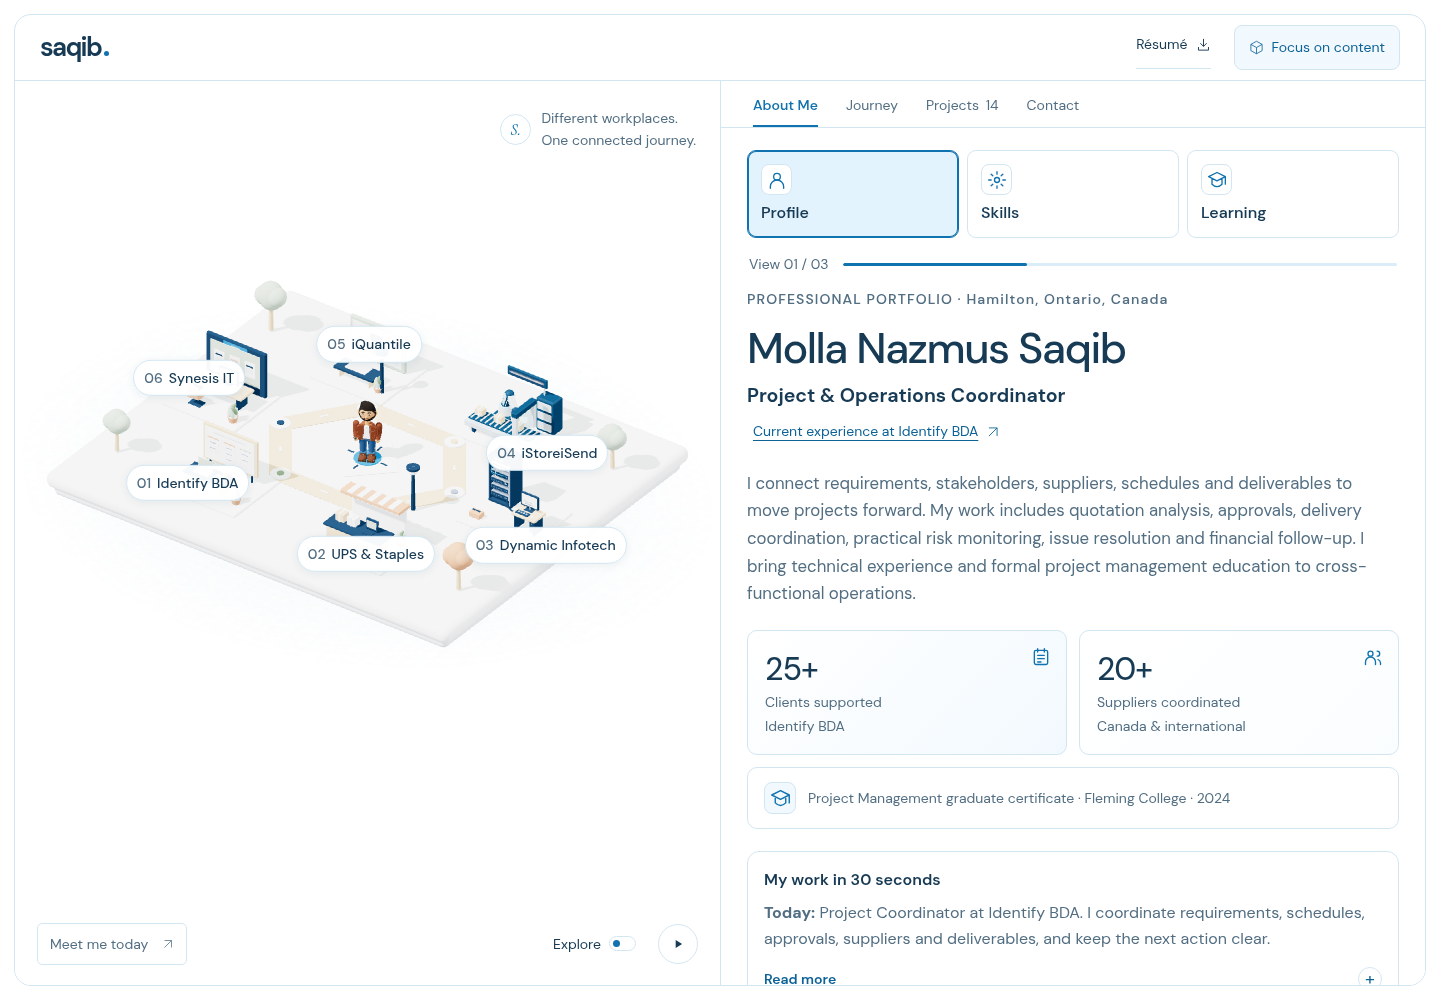 saqib.
Résumé
Focus on content
S.
Different workplaces.
One connected journey.
05 iQuantile
06 Synesis IT
04 iStoreiSend
01 Identify BDA
03 Dynamic Infotech
02 UPS & Staples
Meet me today
Explore
About Me
Journey
Projects 14
Contact
Profile
Skills
Learning
View 01 / 03
PROFESSIONAL PORTFOLIO · Hamilton, Ontario, Canada
Molla Nazmus Saqib
Project & Operations Coordinator
Current experience at Identify BDA
I connect requirements, stakeholders, suppliers, schedules and deliverables to
move projects forward. My work includes quotation analysis, approvals, delivery
coordination, practical risk monitoring, issue resolution and financial follow-up. I
bring technical experience and formal project management education to cross-
functional operations.
25+
Clients supported
Identify BDA
20+
Suppliers coordinated
Canada & international
Project Management graduate certificate · Fleming College · 2024
My work in 30 seconds
Today: Project Coordinator at Identify BDA. I coordinate requirements, schedules,
approvals, suppliers and deliverables, and keep the next action clear.
Read more